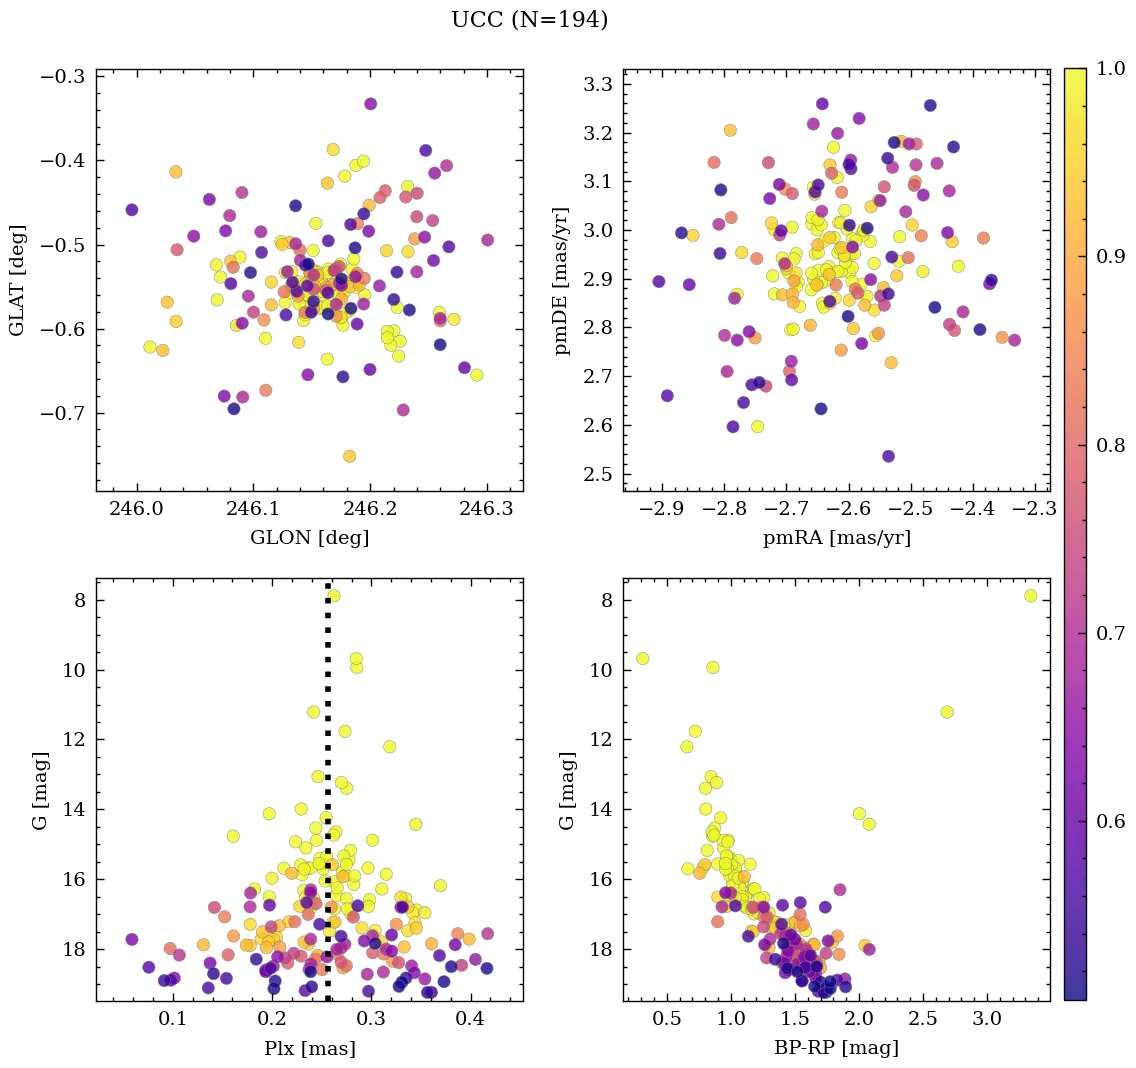 UCC (N=194)
−0.3
−0.4
−0.5
−0.6
−0.7
GLAT [deg]
246.0 246.1 246.2 246.3
GLON [deg]
3.3
3.2
3.1
3.0
2.9
2.8
2.7
2.6
2.5
pmDE [mas/yr]
−2.9 −2.8 −2.7 −2.6 −2.5 −2.4 −2.3
pmRA [mas/yr]
1.0
0.9
0.8
0.7
0.6
8
10
12
14
16
18
G [mag]
0.1 0.2 0.3 0.4
Plx [mas]
8
10
12
14
16
18
G [mag]
0.5 1.0 1.5 2.0 2.5 3.0
BP-RP [mag]